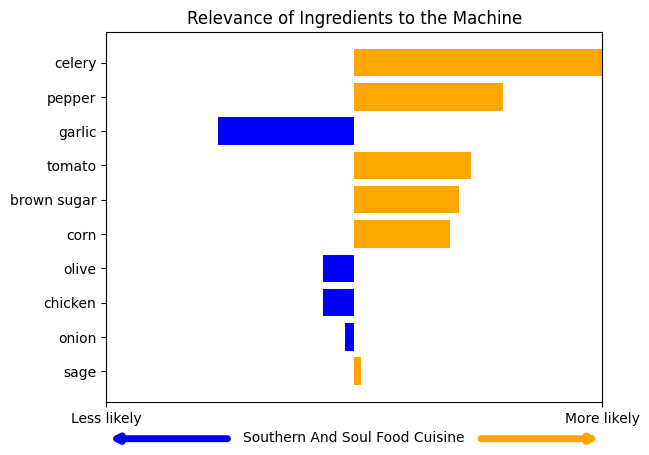 Relevance of Ingredients to the Machine
celery
pepper
garlic
tomato
brown sugar
corn
olive
chicken
onion
sage
Less likely
More likely
Southern And Soul Food Cuisine